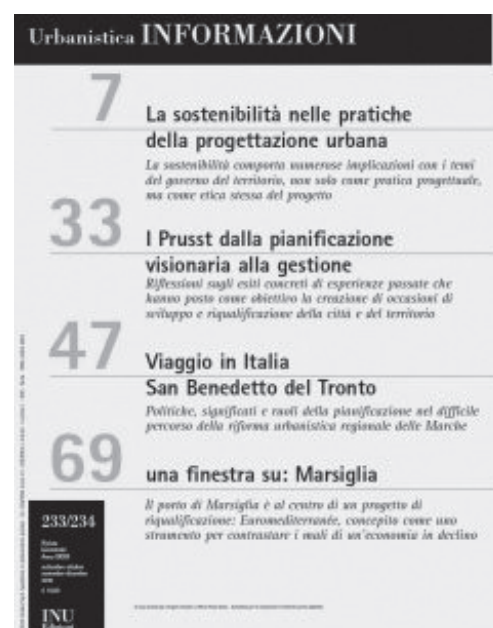 Urbanistica INFORMAZIONI
7
La sostenibilità nelle pratiche
della progettazione urbana
La sostenibilità comporta numerose implicazioni con i temi
del governo del territorio, non solo come pratica progettuale,
ma come etica stessa del progetto
33
I Prusst dalla pianificazione
visionaria alla gestione
Riflessioni sugli esiti concreti di esperienze passate che
hanno posto come obiettivo la creazione di occasioni di
sviluppo e riqualificazione della città e del territorio
47
Viaggio in Italia
San Benedetto del Tronto
Politiche, significati e ruoli della pianificazione nel difficile
percorso della riforma urbanistica regionale delle Marche
69
una finestra su: Marsiglia
Il porto di Marsiglia è al centro di un progetto di
riqualificazione: Euromediterranée, concepito come uno
strumento per contrastare i mali di un'economia in declino
233/234
INU
Edizioni